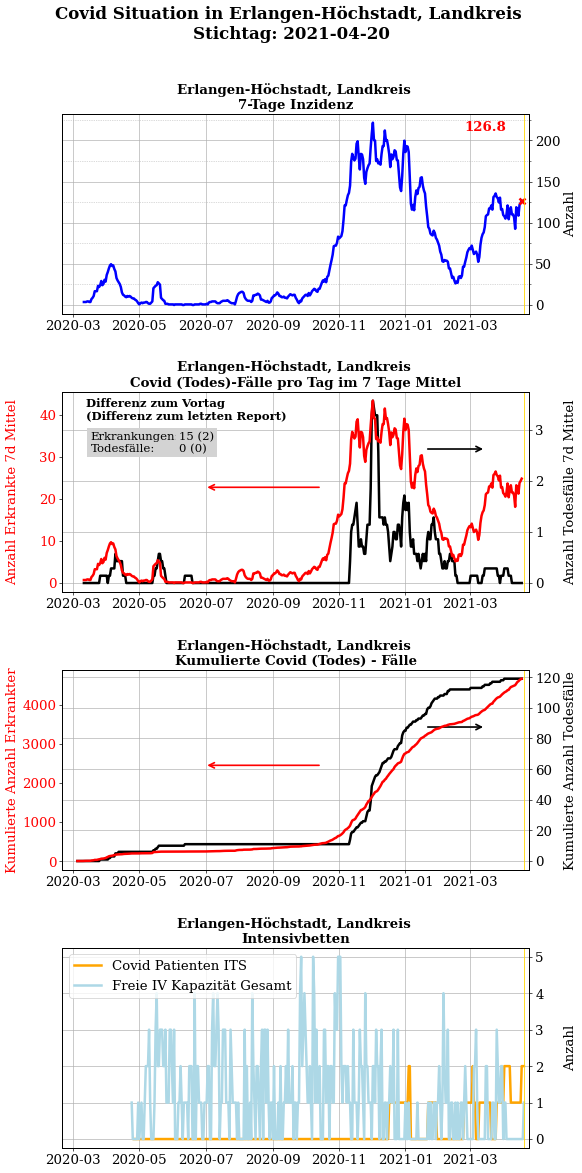 Covid Situation in Erlangen-Höchstadt, Landkreis
Stichtag: 2021-04-20
Erlangen-Höchstadt, Landkreis
7-Tage Inzidenz
126.8
200
150
100
50
0
Anzahl
2020-03 2020-05 2020-07 2020-09 2020-11 2021-01 2021-03
Erlangen-Höchstadt, Landkreis
Covid (Todes)-Fälle pro Tag im 7 Tage Mittel
Anzahl Erkrankte 7d Mittel
40
30
20
10
0
Differenz zum Vortag
(Differenz zum letzten Report)
Erkrankungen 15 (2)
Todesfälle: 0 (0)
3
2
1
0
Anzahl Todesfälle 7d Mittel
2020-03 2020-05 2020-07 2020-09 2020-11 2021-01 2021-03
Erlangen-Höchstadt, Landkreis
Kumulierte Covid (Todes) - Fälle
Kumulierte Anzahl Erkrankter
4000
3000
2000
1000
0
120
100
80
60
40
20
0
Kumulierte Anzahl Todesfälle
2020-03 2020-05 2020-07 2020-09 2020-11 2021-01 2021-03
Erlangen-Höchstadt, Landkreis
Intensivbetten
Covid Patienten ITS
Freie IV Kapazität Gesamt
5
4
3
2
1
0
Anzahl
2020-03 2020-05 2020-07 2020-09 2020-11 2021-01 2021-03